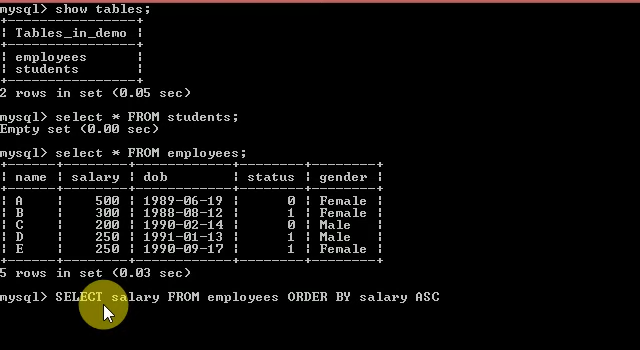 mysql> show tables;
+----------------+
| Tables_in_demo |
+----------------+
| employees      |
| students       |
+----------------+
2 rows in set (0.05 sec)
mysql> select * FROM students;
Empty set (0.00 sec)
mysql> select * FROM employees;
+------+--------+------------+--------+--------+
| name | salary | dob        | status | gender |
+------+--------+------------+--------+--------+
| A    |    500 | 1989-06-19 |      0 | Female |
| B    |    300 | 1988-08-12 |      1 | Female |
| C    |    200 | 1990-02-14 |      0 | Male   |
| D    |    250 | 1991-01-13 |      1 | Male   |
| E    |    250 | 1990-09-17 |      1 | Female |
+------+--------+------------+--------+--------+
5 rows in set (0.03 sec)
mysql> SELECT salary FROM employees ORDER BY salary ASC